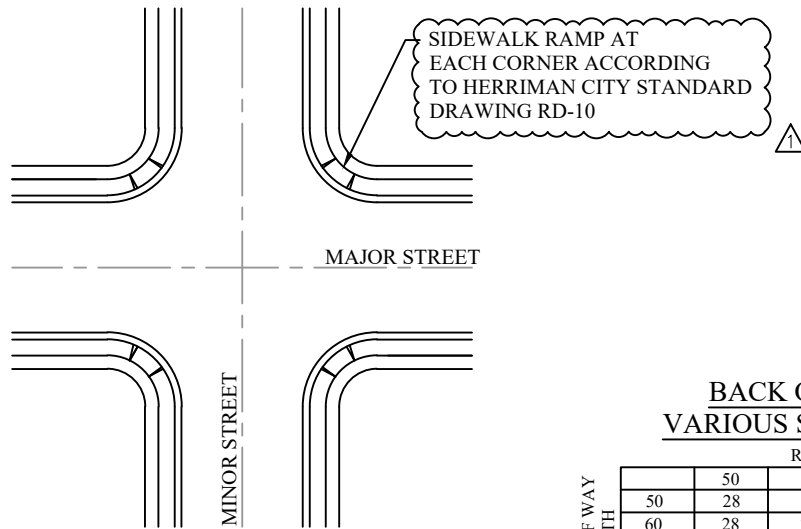 SIDEWALK RAMP AT
EACH CORNER ACCORDING
TO HERRIMAN CITY STANDARD
DRAWING RD-10
1
MAJOR STREET
MINOR STREET
BACK
VARIOUS
R
WAY
50
50 28
60 28